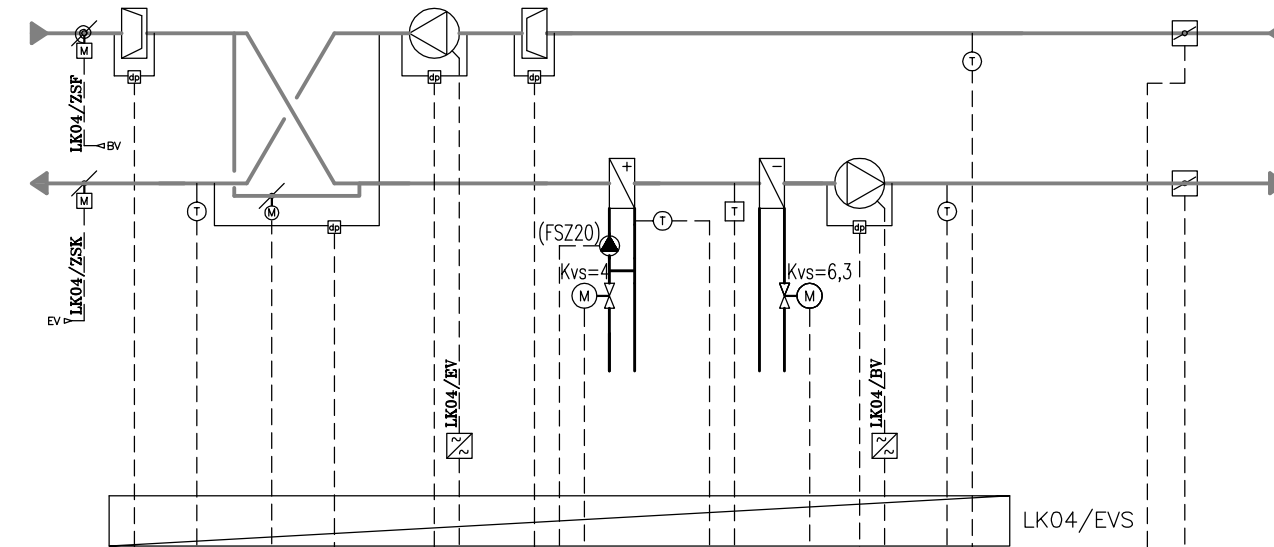 M
dp
dp
dp
T
LK04/ZSF
BV
M
T
M
dp
LK04/ZSK
EV
+
−
(FSZ20)
T
T
dp
T
Kvs=4
M
Kvs=6,3
M
LK04/EV
~
~
LK04/BV
~
~
LK04/EVS